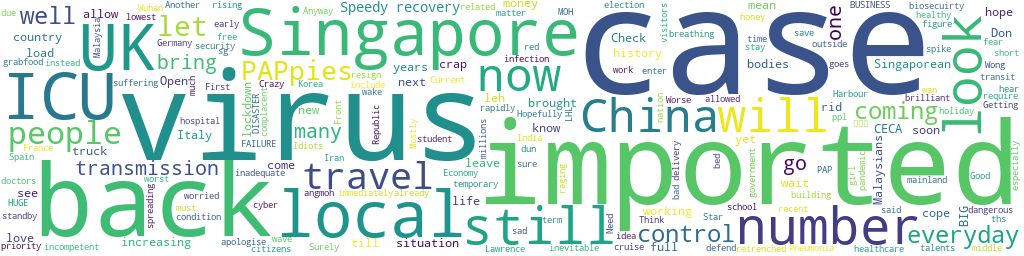 due
well
UK
let
Singapore
Speedy recovery
allow
bring
PAPpies
country
Wuhan
Germany
Malaysia
Another
rising
early
security
free
sg
Openly
grabfood
instead
load
ICU
virus
people
First
suffering
much
Crazy
DISASTER
lockdown
complacent
BUSINESS
money
related
MOH
election
mean
honey
history
years
crap
now
next
Current
matter
red
infection
work
leh
brought
rapidly
Hopefully
LHL
know
India
dun
sure
millions
case
one
look
Check
Singaporean
bodies
outside
enter
time
stay
save
goes
visitors
breathing
biosecuirty
healthy
figure
spike
fear
short
Don
hope
Wong
transit
hear
require
Getting
wan
brilliant
Harbour
holiday
China
will
coming
Worse
allowed
nation
rid
ppl
yet
CECA
soon
imported
many
new
Korea
wake
Front
include
resign
Anyway
student
Republic
Mostly
Idiots
Iran
Italy
truck
hospital
FAILURE
France
Spain
transmission
travel
back
local
still
go
number
everyday
control
inadequate
come
leave
Economy
temporary
life
term
sad
Need
idea
cruise
inevitable
Lawrence
situation
till
wave
Surely
angmoh
immediately
already
cyber
apologise
citizens
increasing
must
condition
worried
worst
spreading
doctors
see
HUGE
standby
love
priority
incompetent
raging
bad
delivery
bed
government
girl
pandemic
PAP
mainland
Malaysians
Good
especially
wait
building
school
recent
working
Think
Star
full
defend
retrenched
Pneumonia
said
cope
BIG
dangerous
ths
healthcare
talents
middle